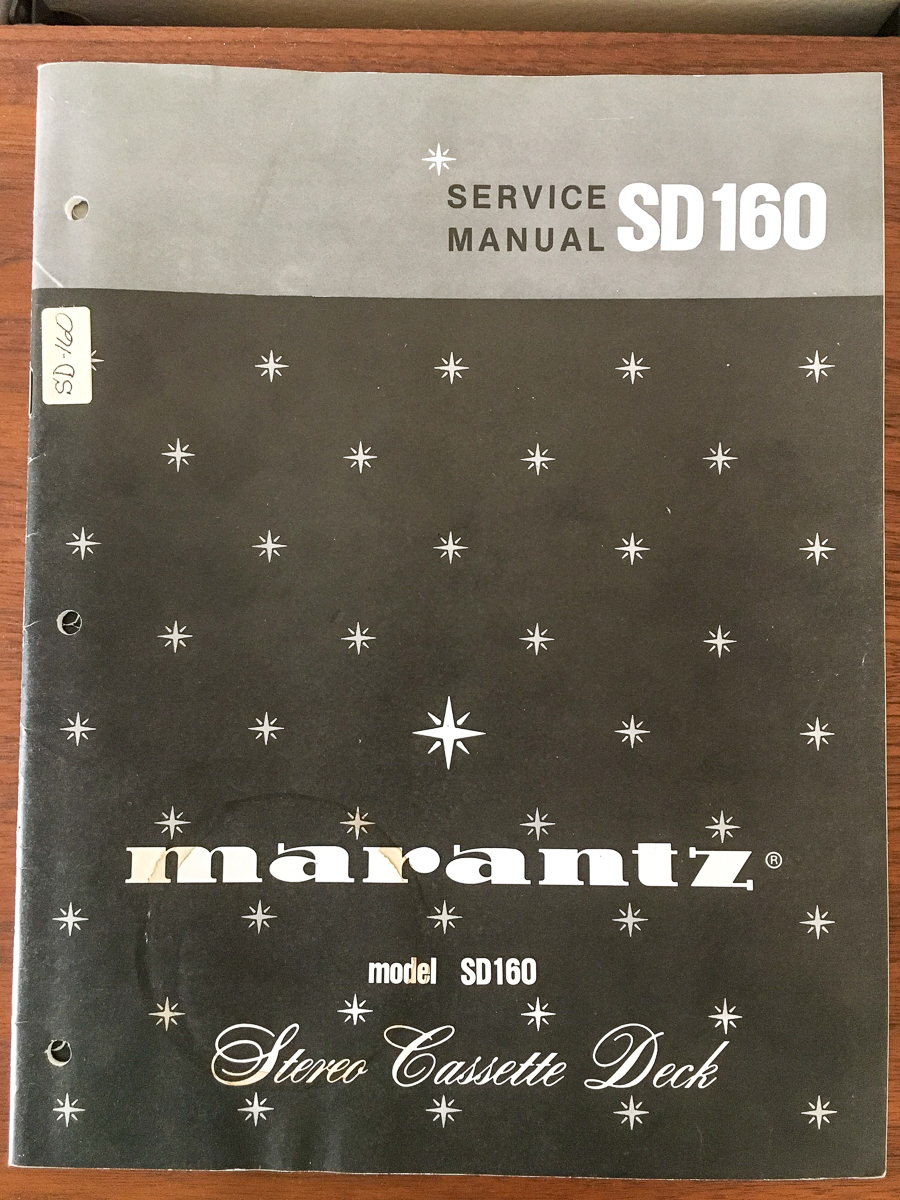 SERVICE
MANUAL SD160
SD-160
marantz®
model SD160
Stereo Cassette Deck